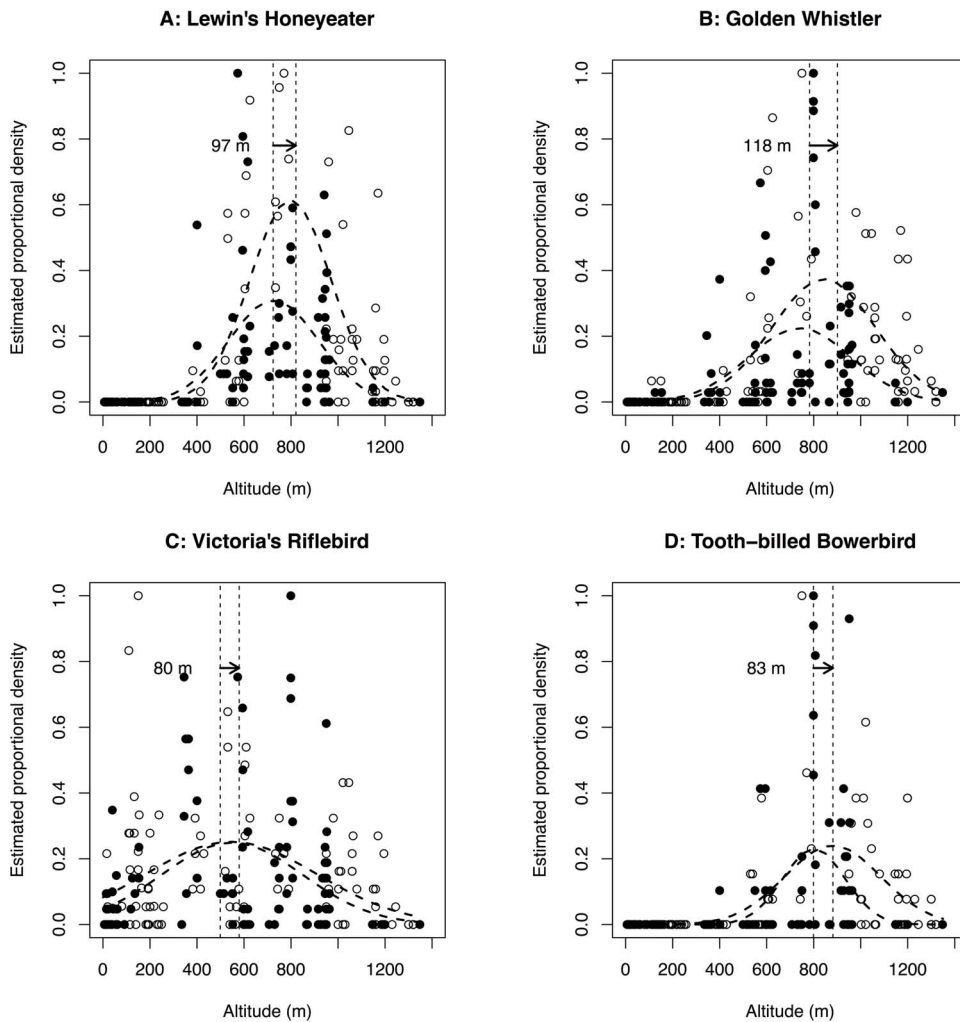 A: Lewin's Honeyeater
Estimated proportional density
0.0 0.2 0.4 0.6 0.8 1.0
97 m
0 200 400 600 800 1200
Altitude (m)
B: Golden Whistler
Estimated proportional density
0.0 0.2 0.4 0.6 0.8 1.0
118 m
0 200 400 600 800 1200
Altitude (m)
C: Victoria's Riflebird
Estimated proportional density
0.0 0.2 0.4 0.6 0.8 1.0
80 m
0 200 400 600 800 1200
Altitude (m)
D: Tooth–billed Bowerbird
Estimated proportional density
0.0 0.2 0.4 0.6 0.8 1.0
83 m
0 200 400 600 800 1200
Altitude (m)